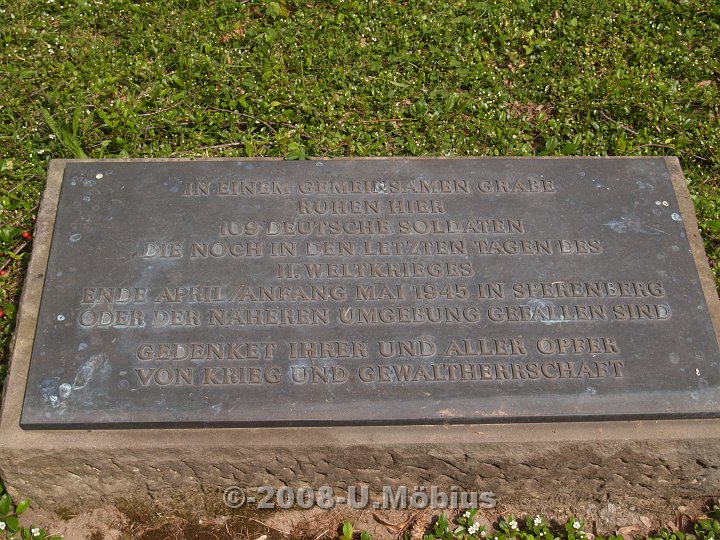 IN EINEM GEMEINSAMEN GRABE
RUHEN HIER
109 DEUTSCHE SOLDATEN
DIE NOCH IN DEN LETZTEN TAGEN DES
II. WELTKRIEGES
ENDE APRIL/ANFANG MAI 1945 IN SPERENBERG
ODER DER NÄHEREN UMGEBUNG GEFALLEN SIND
GEDENKET IHRER UND ALLER OPFER
VON KRIEG UND GEWALTHERRSCHAFT
©-2008-U.Möbius